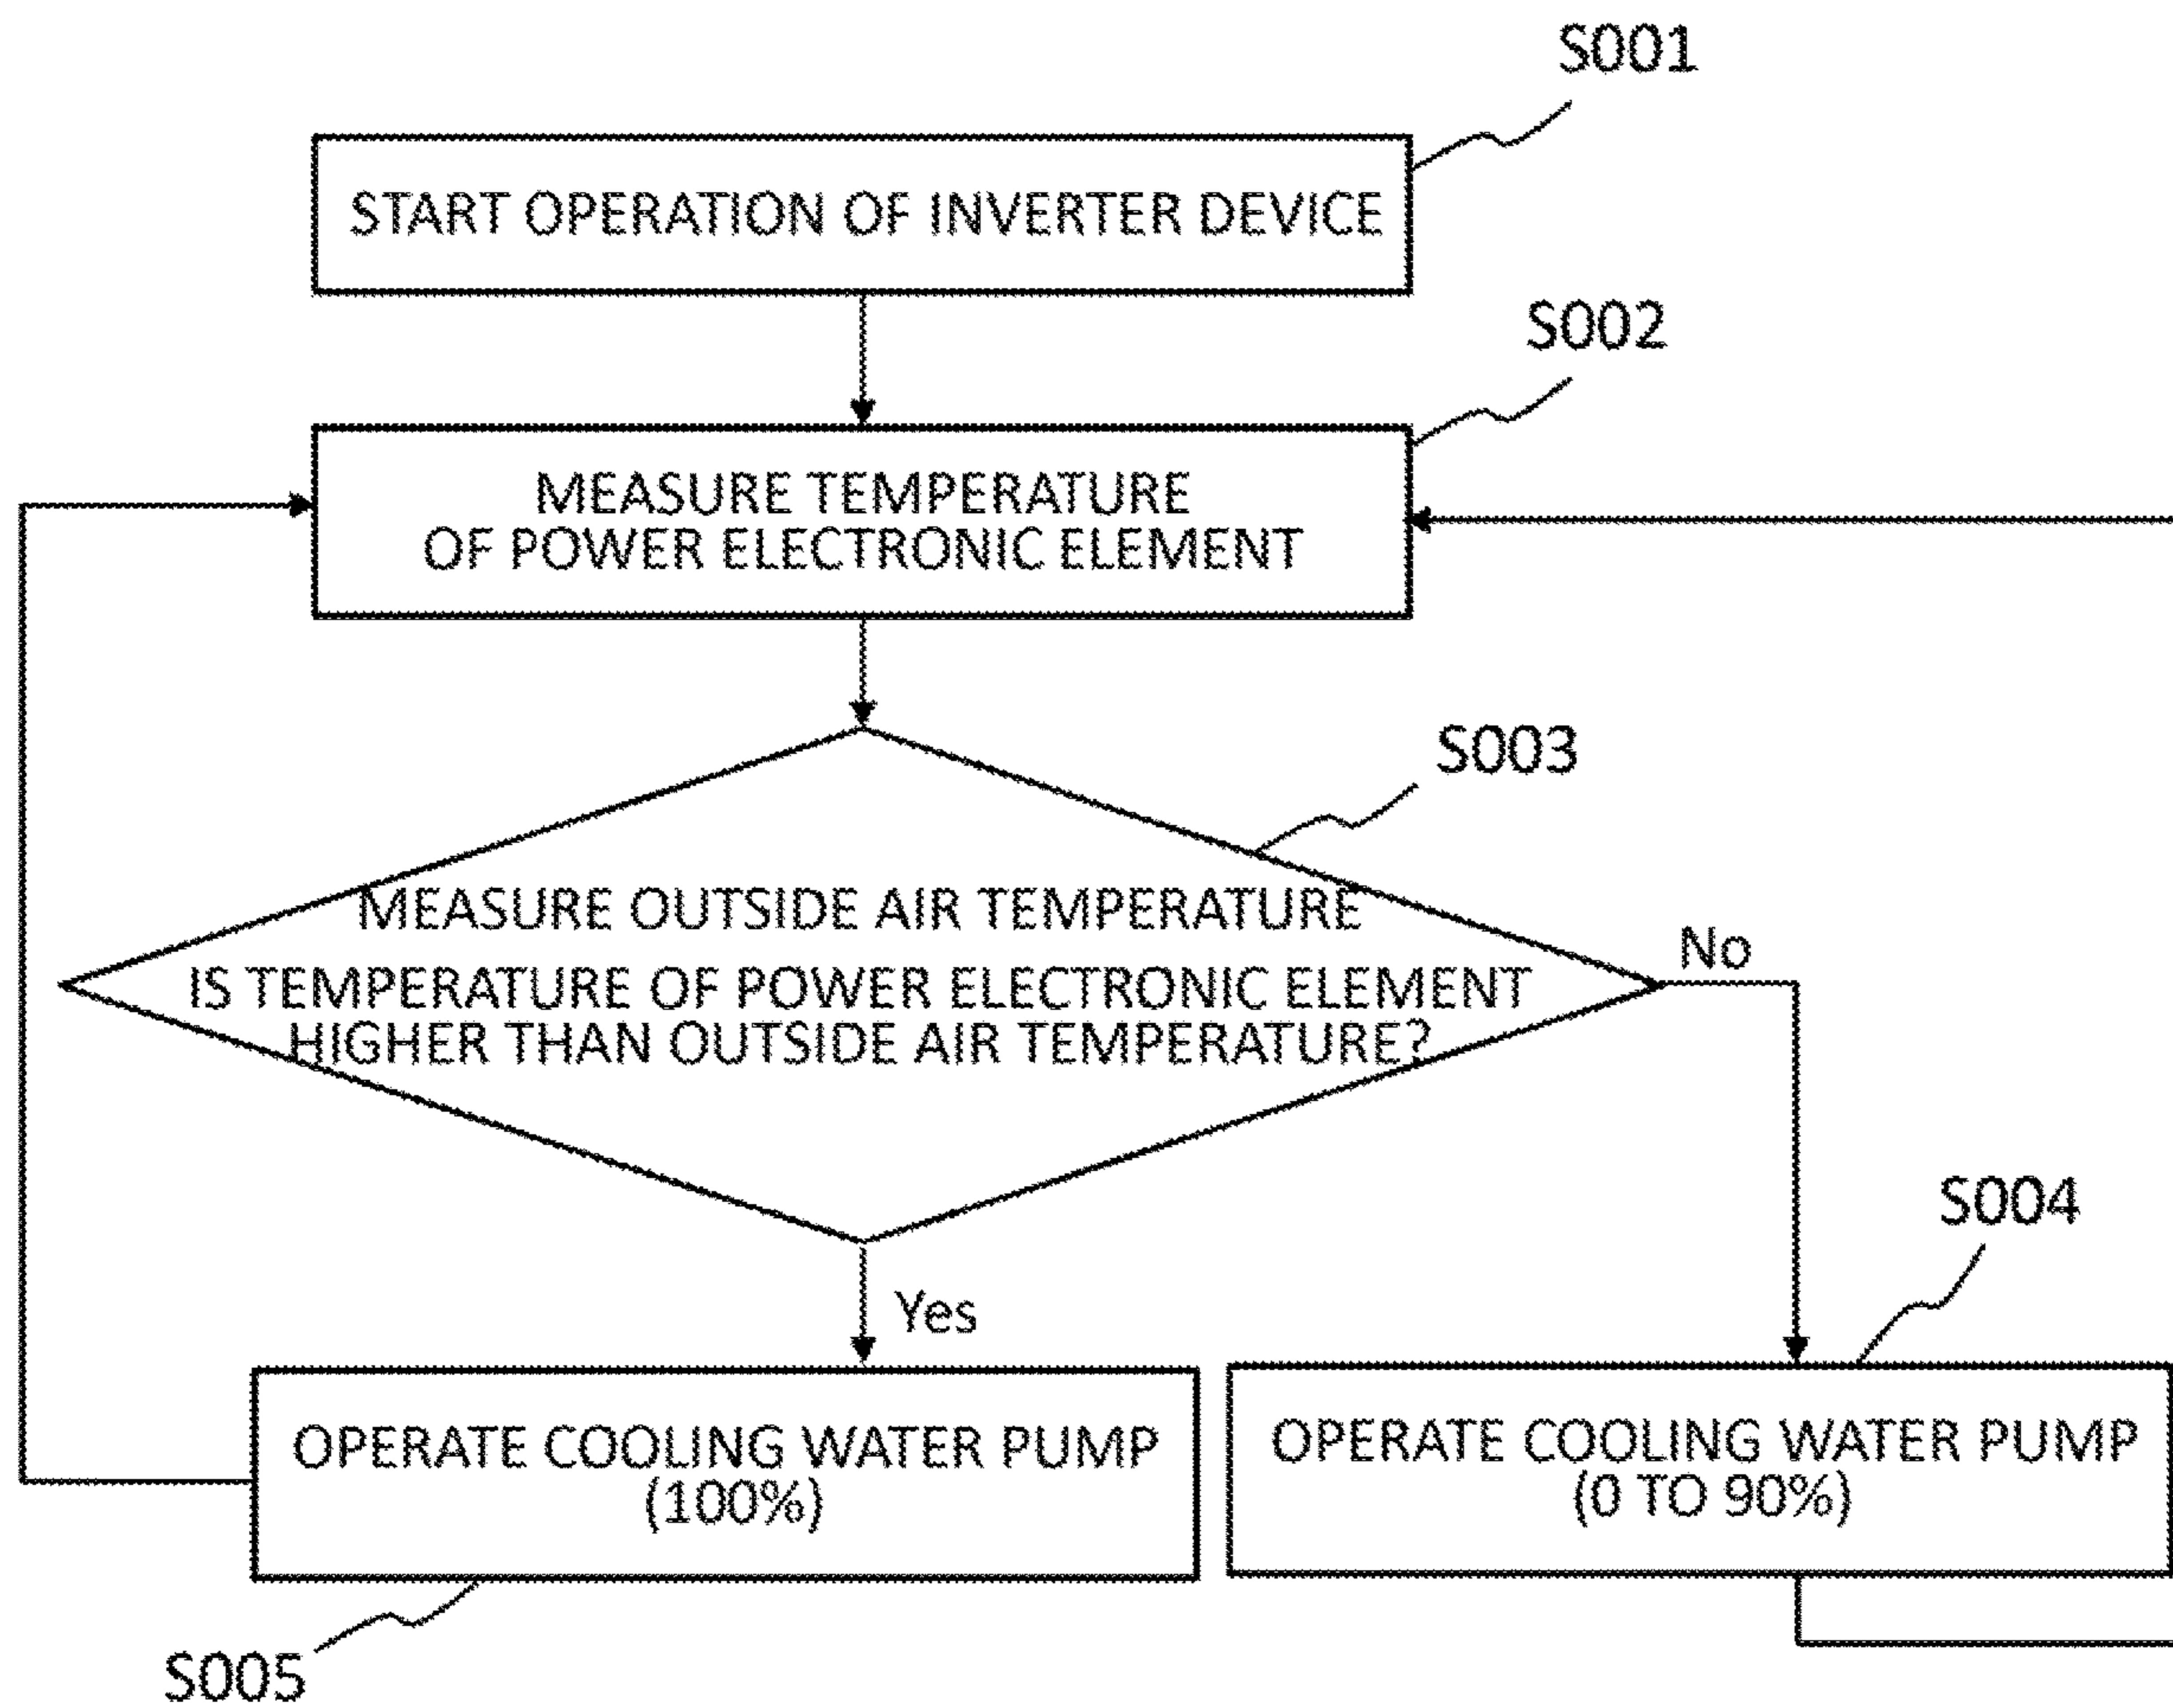 S001
START OPERATION OF INVERTER DEVICE
S002
MEASURE TEMPERATURE
OF POWER ELECTRONIC ELEMENT
S003
MEASURE OUTSIDE AIR TEMPERATURE
IS TEMPERATURE OF POWER ELECTRONIC ELEMENT
HIGHER THAN OUTSIDE AIR TEMPERATURE?
No
Yes
S004
OPERATE COOLING WATER PUMP
(100%)
OPERATE COOLING WATER PUMP
(0 TO 90%)
S005